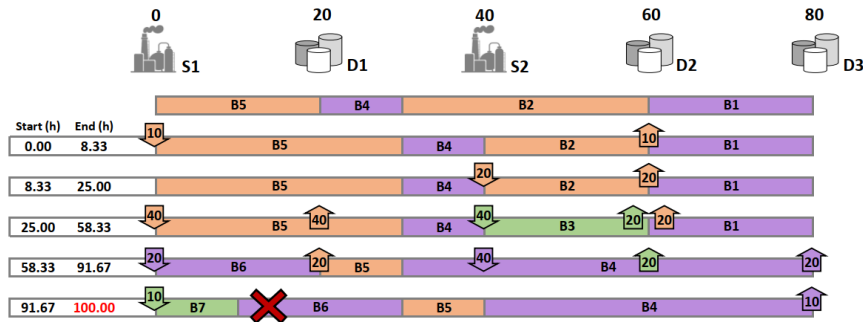 0 20 40 60 80
S1 D1 S2 D2 D3
B5 B4 B2 B1
Start (h) End (h)
10 10
0.00 8.33 B5 B4 B2 B1
20 20
8.33 25.00 B5 B4 B2 B1
40 40 40 20 20
25.00 58.33 B5 B4 B3 B1
20 20 40 20 20
58.33 91.67 B6 B5 B4
10 10
91.67 100.00 B7 B6 B5 B4